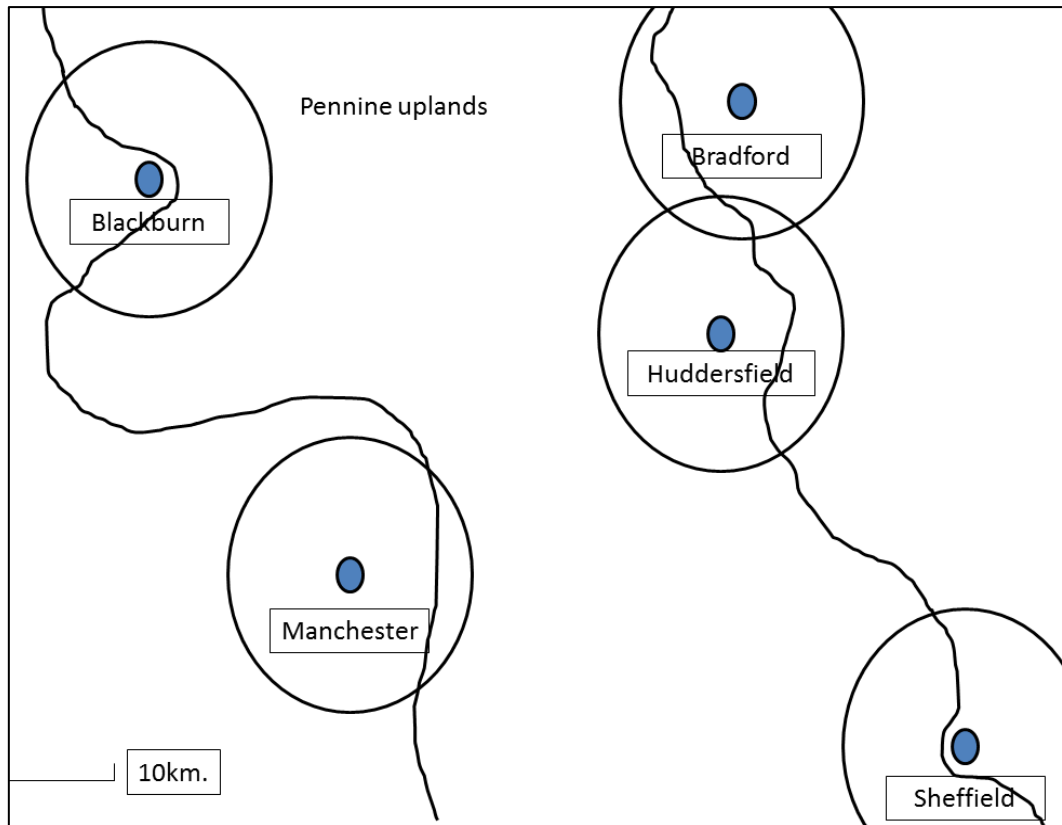 Pennine uplands
Bradford
Blackburn
Huddersfield
Manchester
10km.
Sheffield